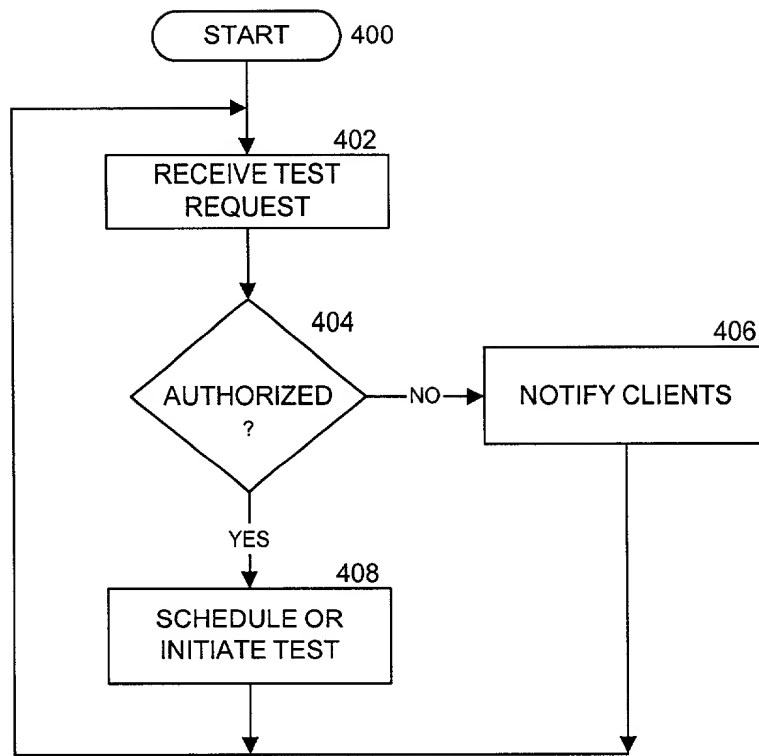 START
400
402
RECEIVE TEST
REQUEST
404
AUTHORIZED
?
NO
406
NOTIFY CLIENTS
YES
408
SCHEDULE OR
INITIATE TEST